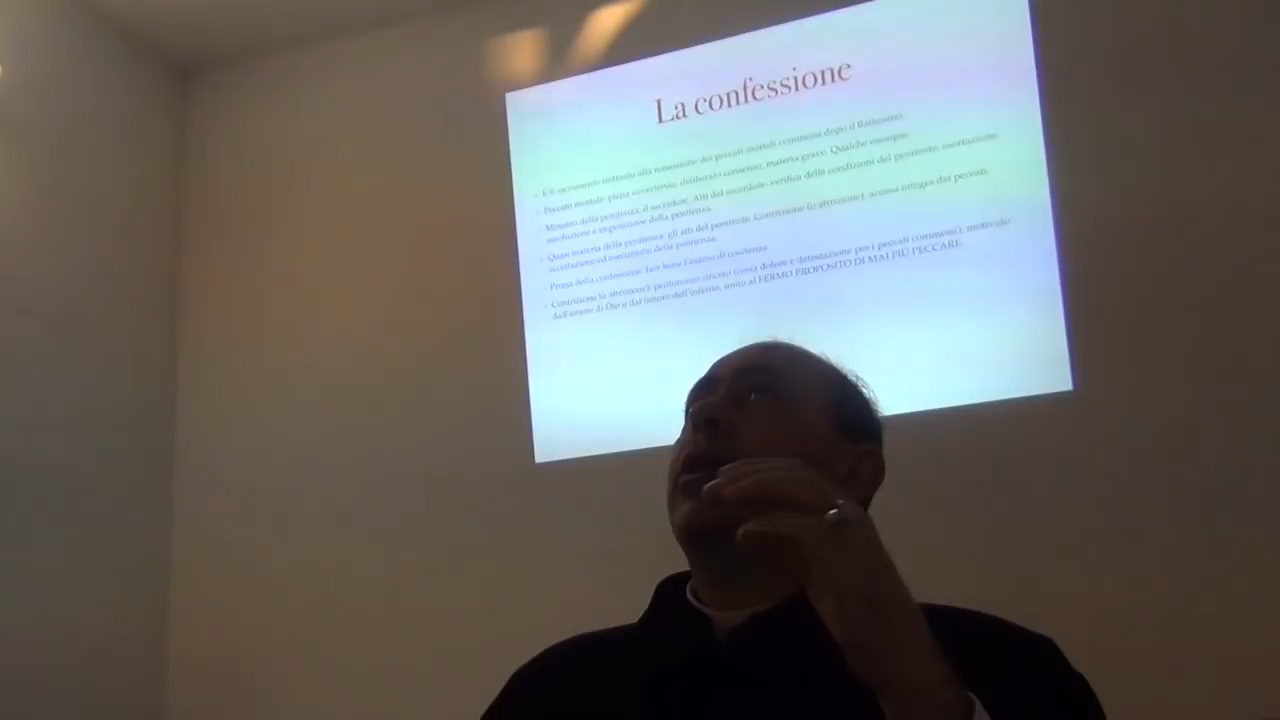 La confessione
È il sacramento istituito alla remissione dei peccati mortali commessi dopo il Battesimo.
Peccato mortale: piena avvertenza, deliberato consenso, materia grave. Qualche esempio.
Ministro della penitenza: il sacerdote. Atti del sacerdote: verifica delle condizioni del penitente, esortazione,
assoluzione e imposizione della penitenza.
Quasi materia della penitenza: gli atti del penitente. Contrizione (o attrizione); accusa integra dei peccati;
accettazione ed esecuzione della penitenza.
Prima della confessione: fare bene l'esame di coscienza
Contrizione (o attrizione): pentimento sincero (ossia dolore e detestazione per i peccati commessi), motivato
dall'amore di Dio o dal timore dell'inferno, unito al FERMO PROPOSITO DI MAI PIÙ PECCARE.